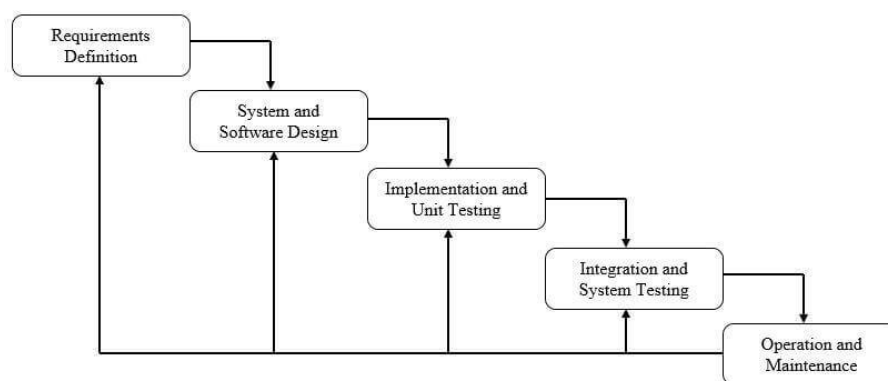 Requirements
Definition
System and
Software Design
Implementation and
Unit Testing
Integration and
System Testing
Operation and
Maintenance